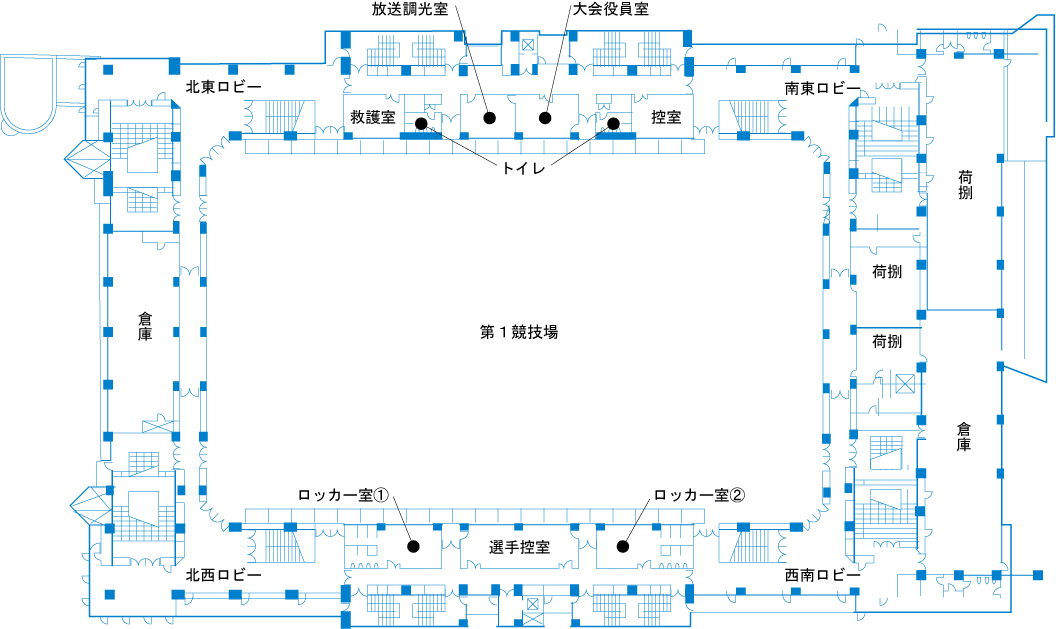 放送調光室
大会役員室
北東ロビー
南東ロビー
救護室
控室
トイレ
荷捌
荷捌
倉庫
第１競技場
荷捌
倉庫
ロッカー室①
ロッカー室②
選手控室
北西ロビー
西南ロビー